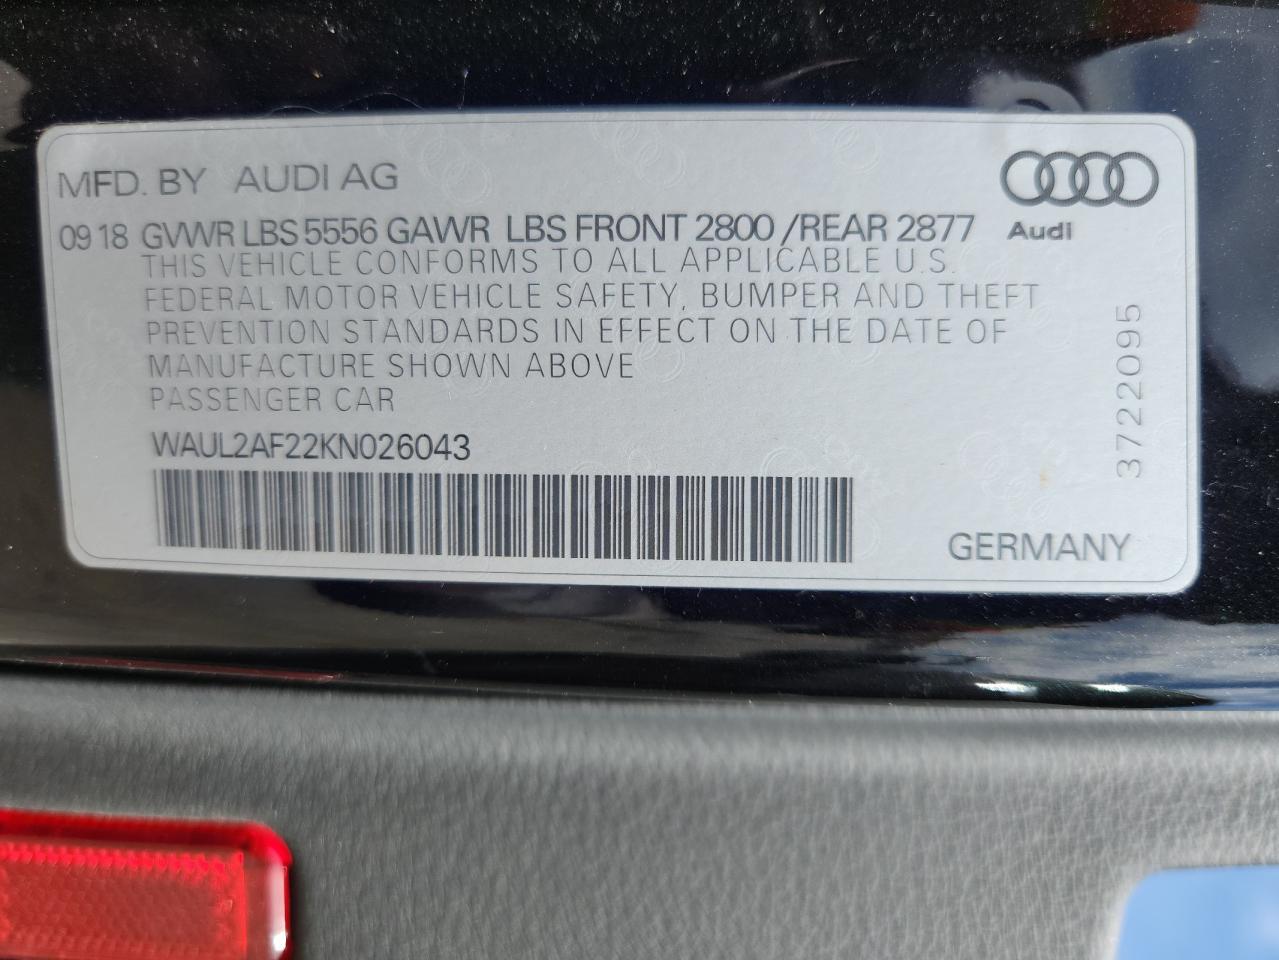 MFD. BY AUDI AG
09 18 GVWR LBS 5556 GAWR LBS FRONT 2800 /REAR 2877
Audi
THIS VEHICLE CONFORMS TO ALL APPLICABLE U.S.
FEDERAL MOTOR VEHICLE SAFETY, BUMPER AND THEFT
PREVENTION STANDARDS IN EFFECT ON THE DATE OF
MANUFACTURE SHOWN ABOVE
PASSENGER CAR
WAUL2AF22KN026043
3722095
GERMANY